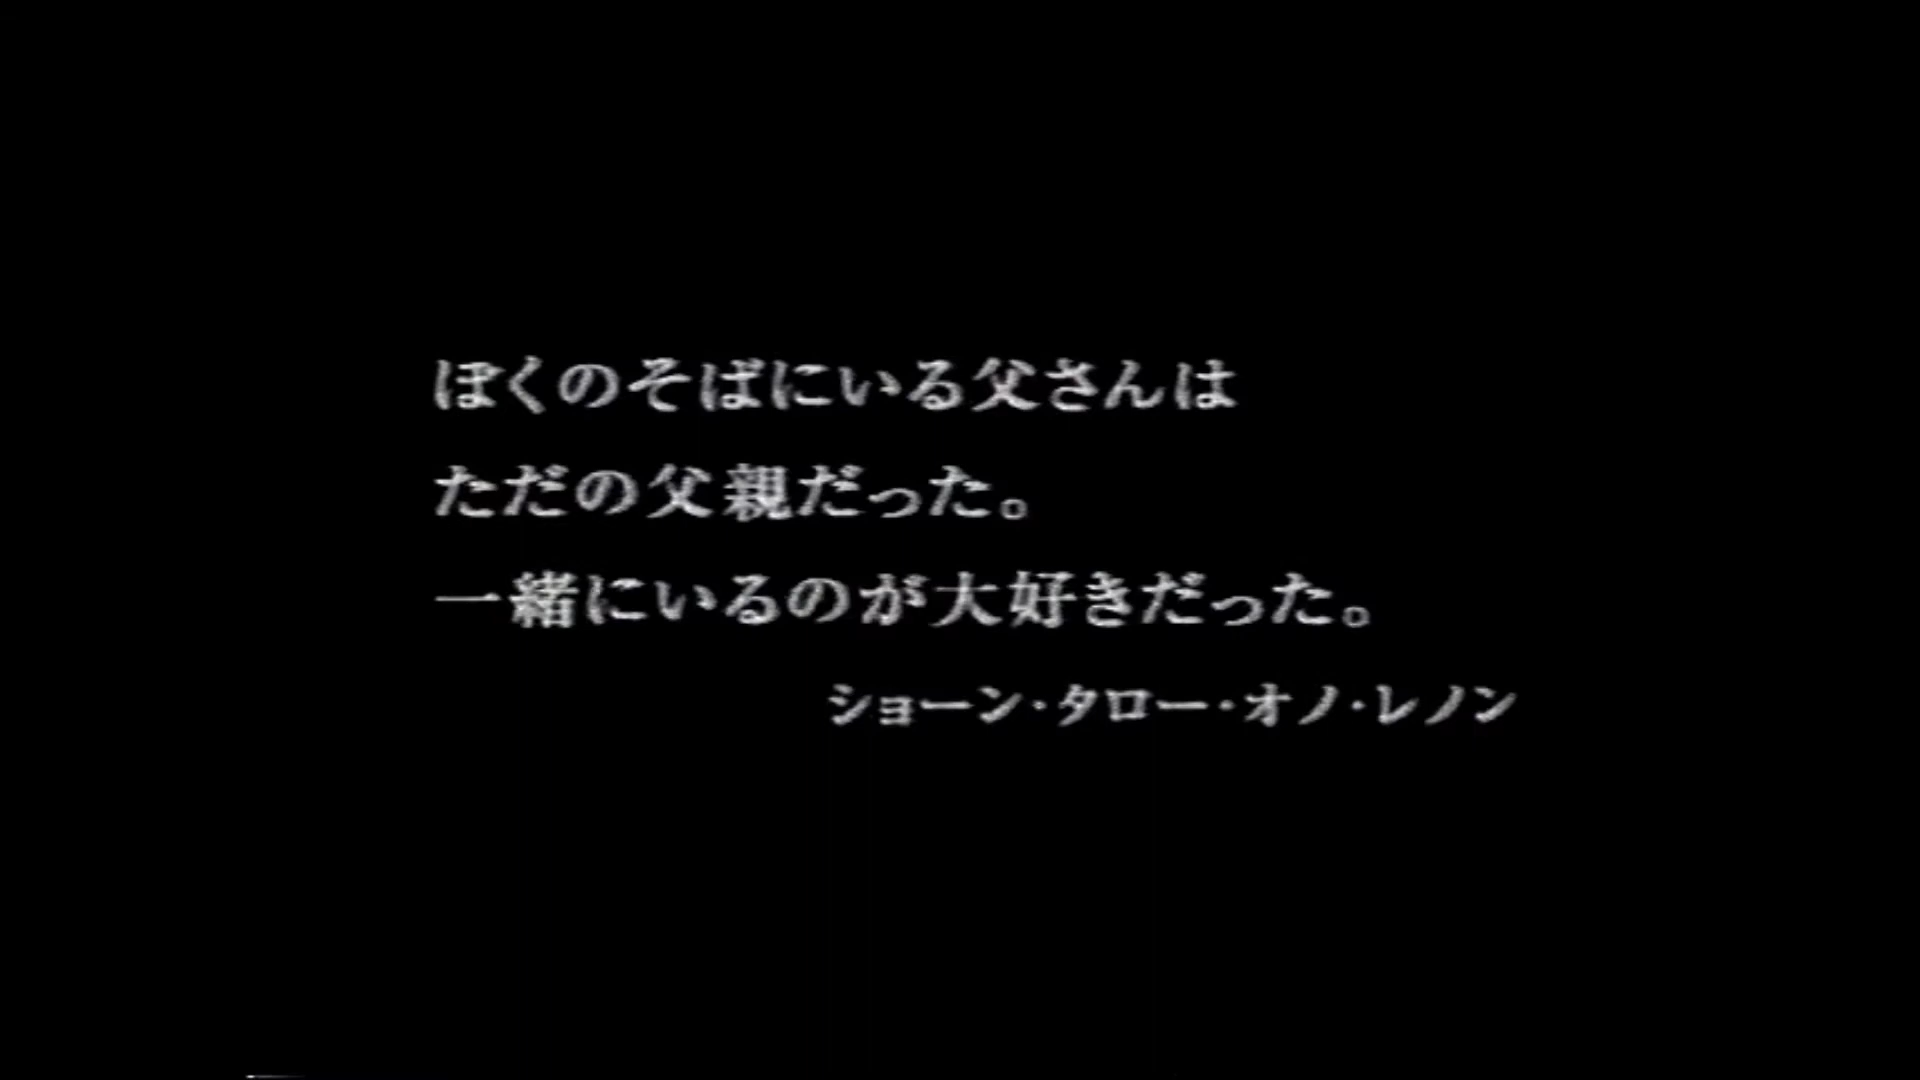 ぼくのそばにいる父さんは
ただの父親だった。
一緒にいるのが大好きだった。
ショーン・タロー・オノ・レノン